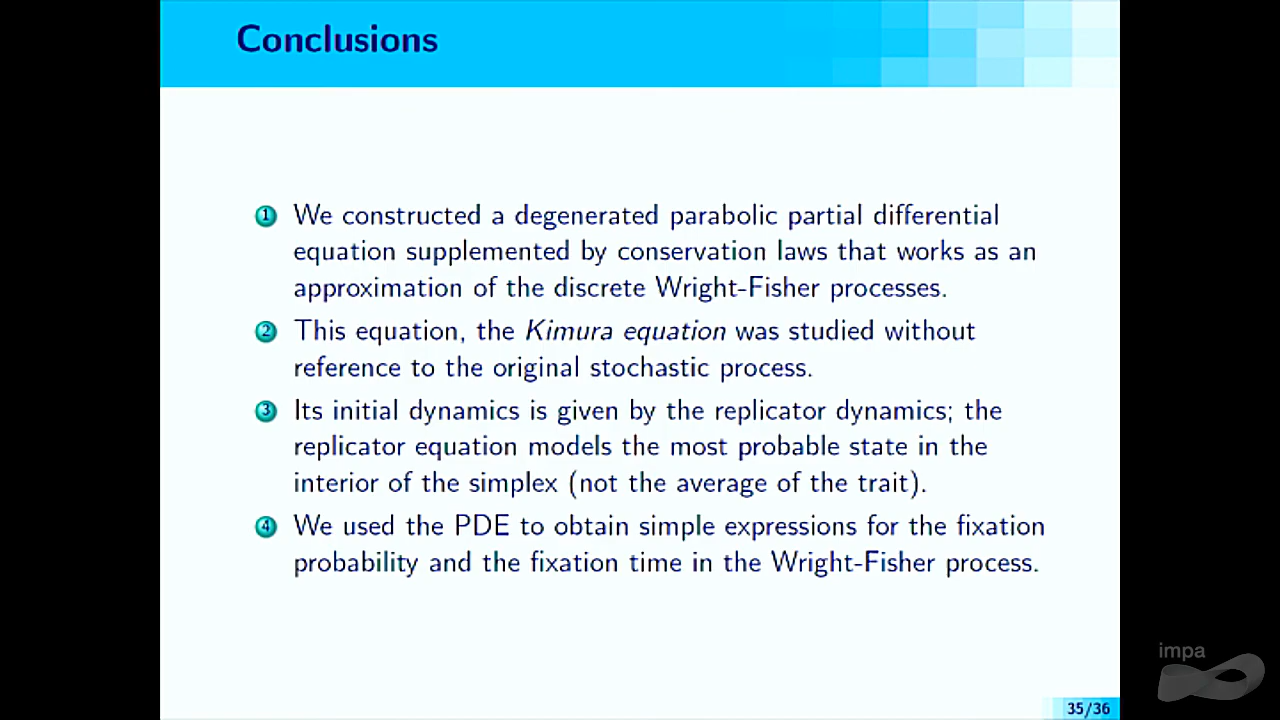 Conclusions
1 We constructed a degenerated parabolic partial differential
equation supplemented by conservation laws that works as an
approximation of the discrete Wright-Fisher processes.
2 This equation, the Kimura equation was studied without
reference to the original stochastic process.
3 Its initial dynamics is given by the replicator dynamics; the
replicator equation models the most probable state in the
interior of the simplex (not the average of the trait).
4 We used the PDE to obtain simple expressions for the fixation
probability and the fixation time in the Wright-Fisher process.
impa
35/36